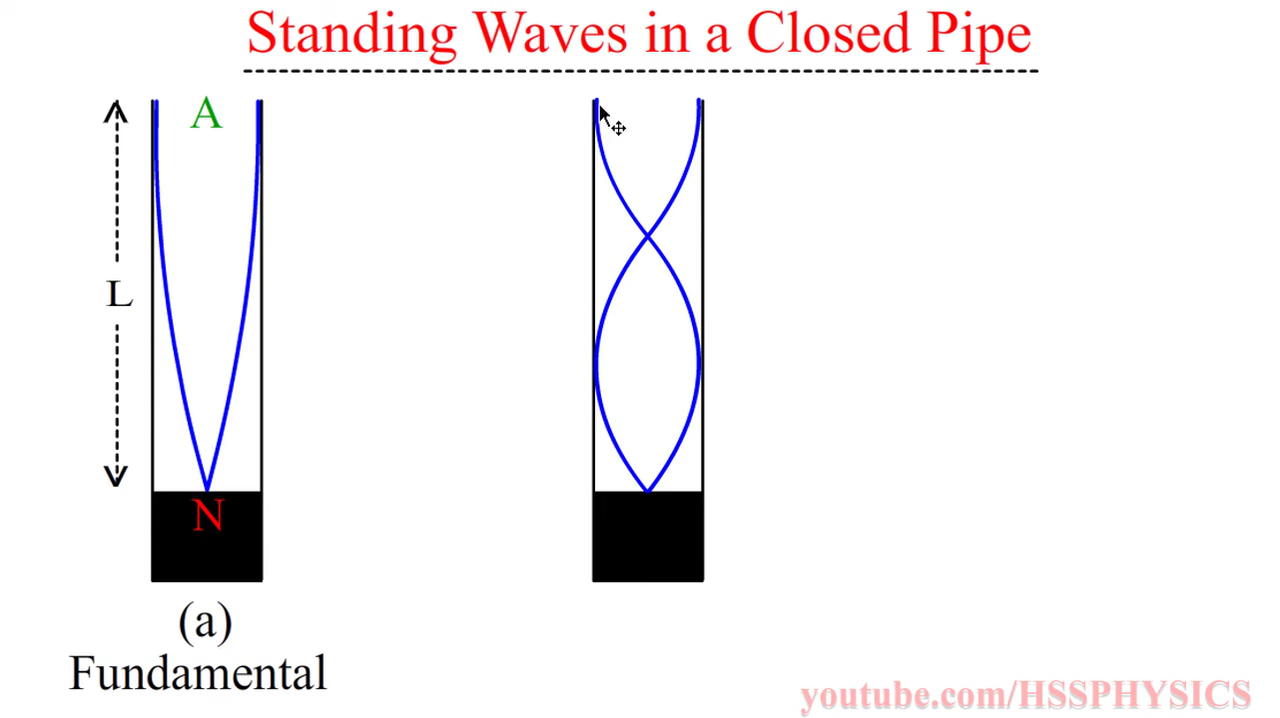 Standing Waves in a Closed Pipe
A
L
N
(a)
Fundamental
youtube.com/HSSPHYSICS